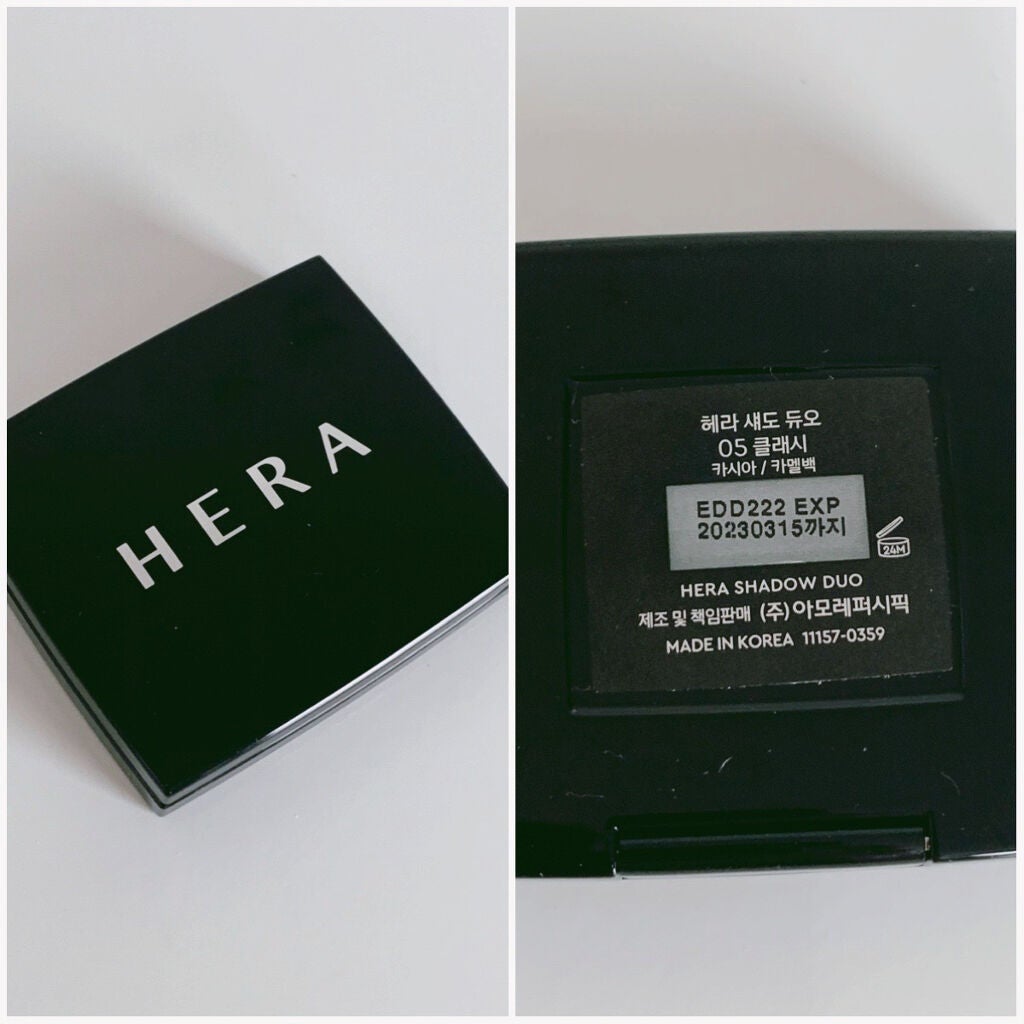 HERA
헤라 섀도 듀오
05 클래시
카시아 / 카멜백
EDD222 EXP
20230315까지
24M
HERA SHADOW DUO
제조 및 책임판매 (주)아모레퍼시픽
MADE IN KOREA 11157-0359